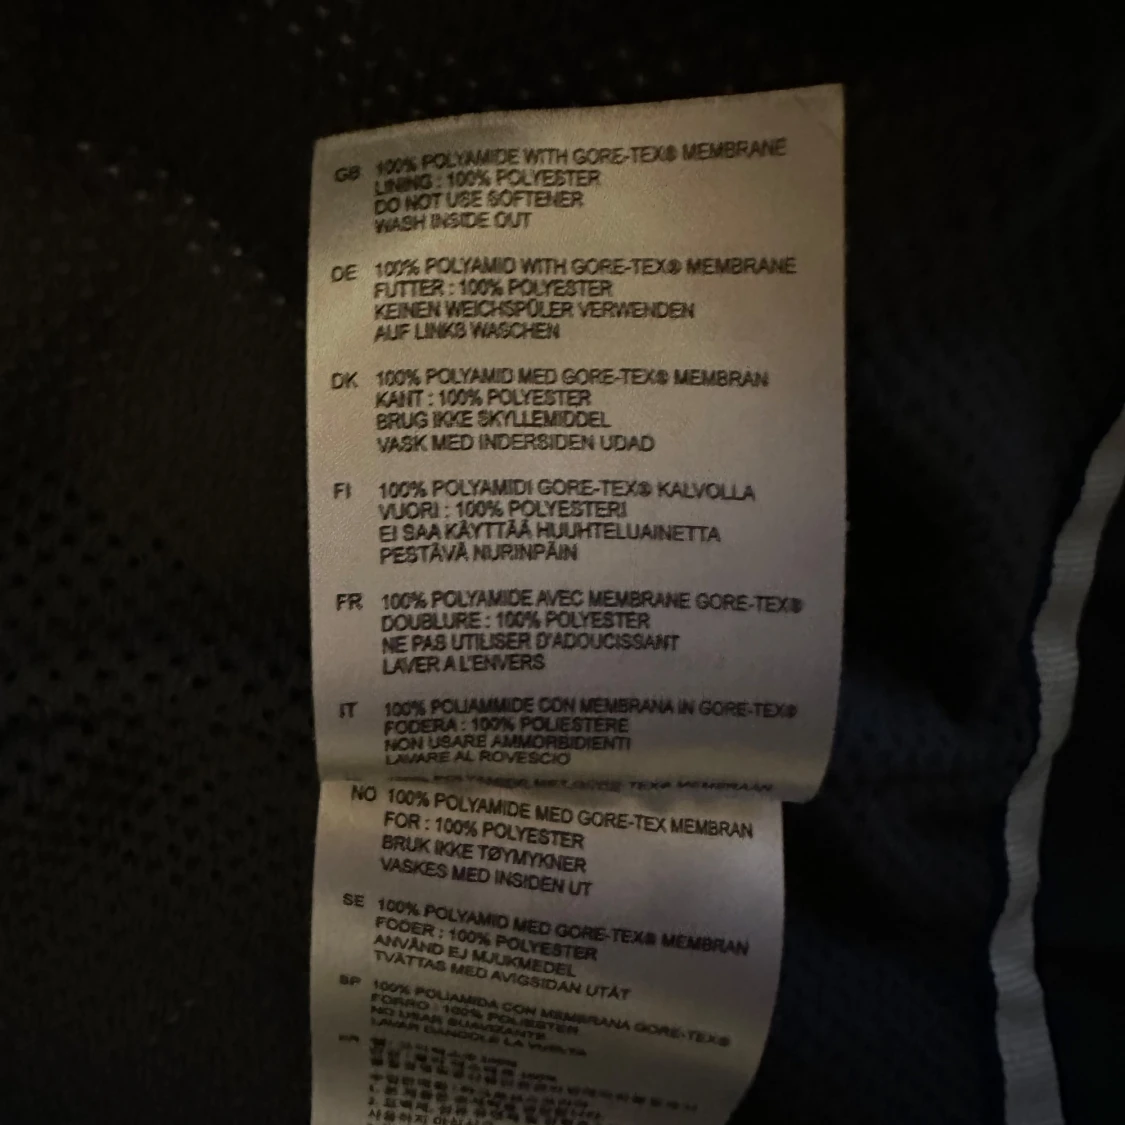 GB 100% POLYAMIDE WITH GORE-TEX® MEMBRANE
LINING : 100% POLYESTER
DO NOT USE SOFTENER
WASH INSIDE OUT
DE 100% POLYAMID WITH GORE-TEX® MEMBRANE
FUTTER : 100% POLYESTER
KEINEN WEICHSPÜLER VERWENDEN
AUF LINKS WASCHEN
DK 100% POLYAMID MED GORE-TEX® MEMBRAN
KANT : 100% POLYESTER
BRUG IKKE SKYLLEMIDDEL
VASK MED INDERSIDEN UDAD
FI 100% POLYAMIDI GORE-TEX® KALVOLLA
VUORI : 100% POLYESTERI
EI SAA KÄYTTÄÄ HUUHTELUAINETTA
PESTÄVÄ NURINPÄIN
FR 100% POLYAMIDE AVEC MEMBRANE GORE-TEX®
DOUBLURE : 100% POLYESTER
NE PAS UTILISER D'ADOUCISSANT
LAVER A L'ENVERS
IT 100% POLIAMMIDE CON MEMBRANA IN GORE-TEX®
FODERA : 100% POLIESTERE
NON USARE AMMORBIDIENTI
LAVARE AL ROVESCIO
100% POLYAMIDE MET GORE-TEX® MEMBRAAN
NO 100% POLYAMIDE MED GORE-TEX MEMBRAN
FOR : 100% POLYESTER
BRUK IKKE TØYMYKNER
VASKES MED INSIDEN UT
SE 100% POLYAMID MED GORE-TEX® MEMBRAN
FODER : 100% POLYESTER
ANVÄND EJ MJUKMEDEL
TVÄTTAS MED AVIGSIDAN UTÅT
SP 100% POLIAMIDA CON MEMBRANA GORE-TEX®
FORRO : 100% POLIESTER
NO USAR SUAVIZANTE
LAVAR DANDOLE LA VUELTA